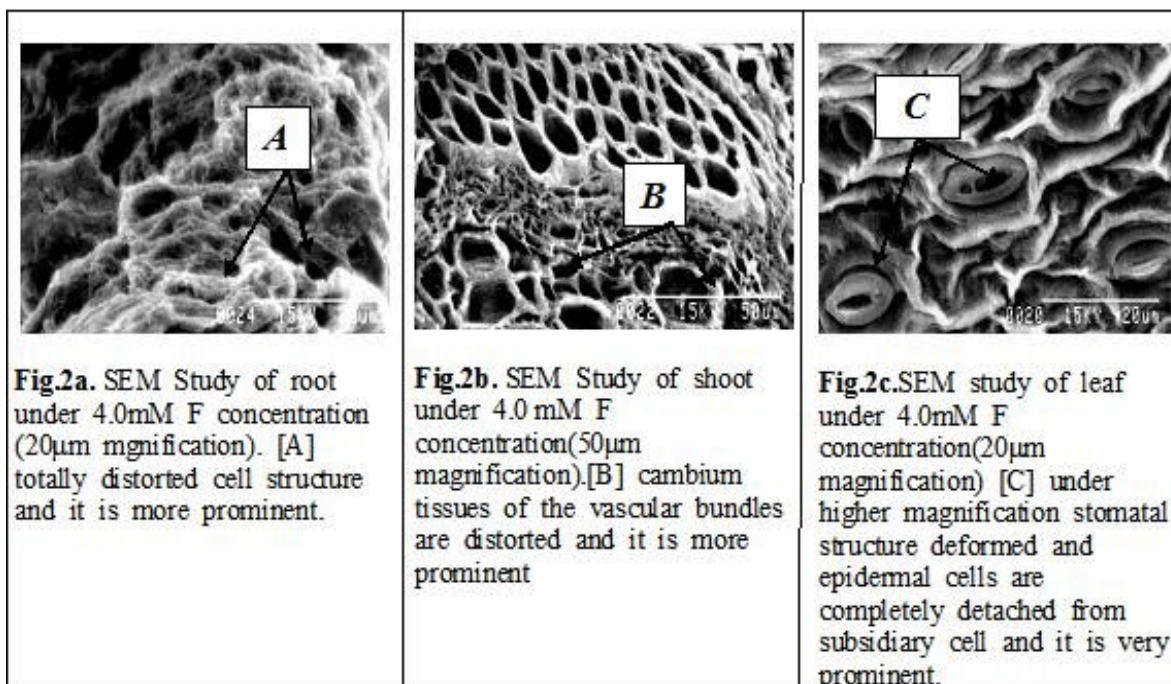 A
0024 15KV
B
0022 15KV 50μm
C
0020 15KV 20μm
Fig.2a. SEM Study of root
under 4.0mM F concentration
(20μm mgnification). [A]
totally distorted cell structure
and it is more prominent.
Fig.2b. SEM Study of shoot
under 4.0 mM F
concentration(50μm
magnification).[B] cambium
tissues of the vascular bundles
are distorted and it is more
prominent
Fig.2c.SEM study of leaf
under 4.0mM F
concentration(20μm
magnification) [C] under
higher magnification stomatal
structure deformed and
epidermal cells are
completely detached from
subsidiary cell and it is very
prominent.